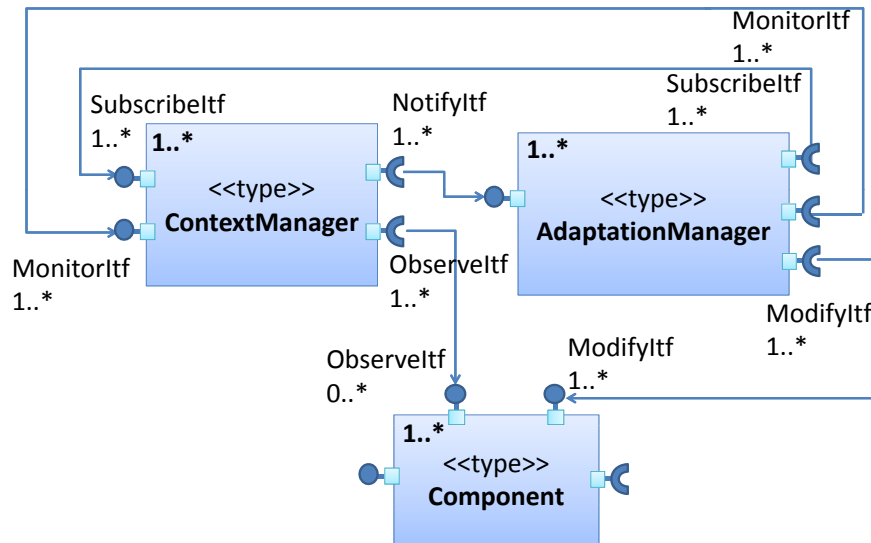 MonitorItf
1..*
SubscribeItf
1..*
SubscribeItf
1..*
NotifyItf
1..*
1..*
<<type>>
ContextManager
1..*
<<type>>
AdaptationManager
MonitorItf
1..*
ObserveItf
1..*
ModifyItf
1..*
ObserveItf
0..*
ModifyItf
1..*
1..*
<<type>>
Component